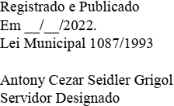 Registrado e Publicado
Em __/__/2022.
Lei Municipal 1087/1993
Antony Cezar Seidler Grigol
Servidor Designado